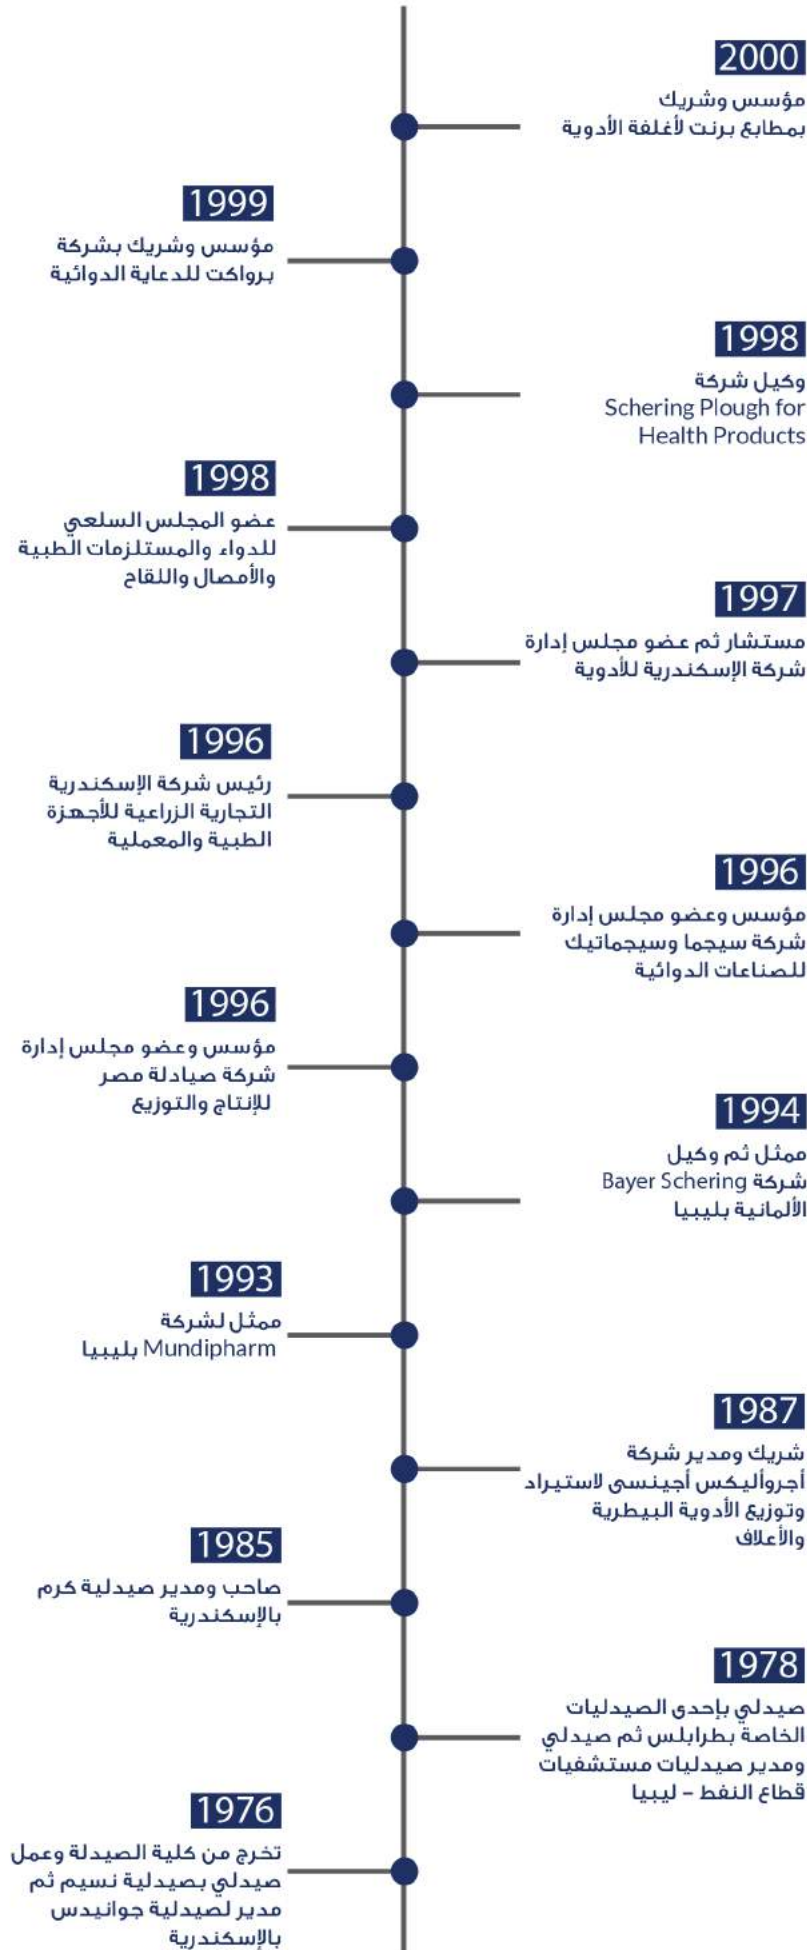 2000
مؤسس وشريك
بمطابع برنت لأغلفة الأدوية
1999
مؤسس وشريك بشركة
برواكت للدعاية الدوائية
1998
وكيل شركة
Schering Plough for
Health Products
1998
عضو المجلس السلعي
للدواء والمستلزمات الطبية
والأمصال واللقاح
1997
مستشار ثم عضو مجلس إدارة
شركة الإسكندرية للأدوية
1996
رئيس شركة الإسكندرية
التجارية الزراعية للأجهزة
الطبية والمعملية
1996
مؤسس وعضو مجلس إدارة
شركة سيجما وسيجماتيك
للصناعات الدوائية
1996
مؤسس وعضو مجلس إدارة
شركة صيادلة مصر
للإنتاج والتوزيع
1994
ممثل ثم وكيل
شركة Bayer Schering
الألمانية بليبيا
1993
ممثل لشركة
Mundipharm بليبيا
1987
شريك ومدير شركة
أجروأليكس أجينسى لاستيراد
وتوزيع الأدوية البيطرية
والأعلاف
1985
صاحب ومدير صيدلية كرم
بالإسكندرية
1978
صيدلي بإحدى الصيدليات
الخاصة بطرابلس ثم صيدلي
ومدير صيدليات مستشفيات
قطاع النفط – ليبيا
1976
تخرج من كلية الصيدلة وعمل
صيدلي بصيدلية نسيم ثم
مدير لصيدلية جوانيدس
بالإسكندرية